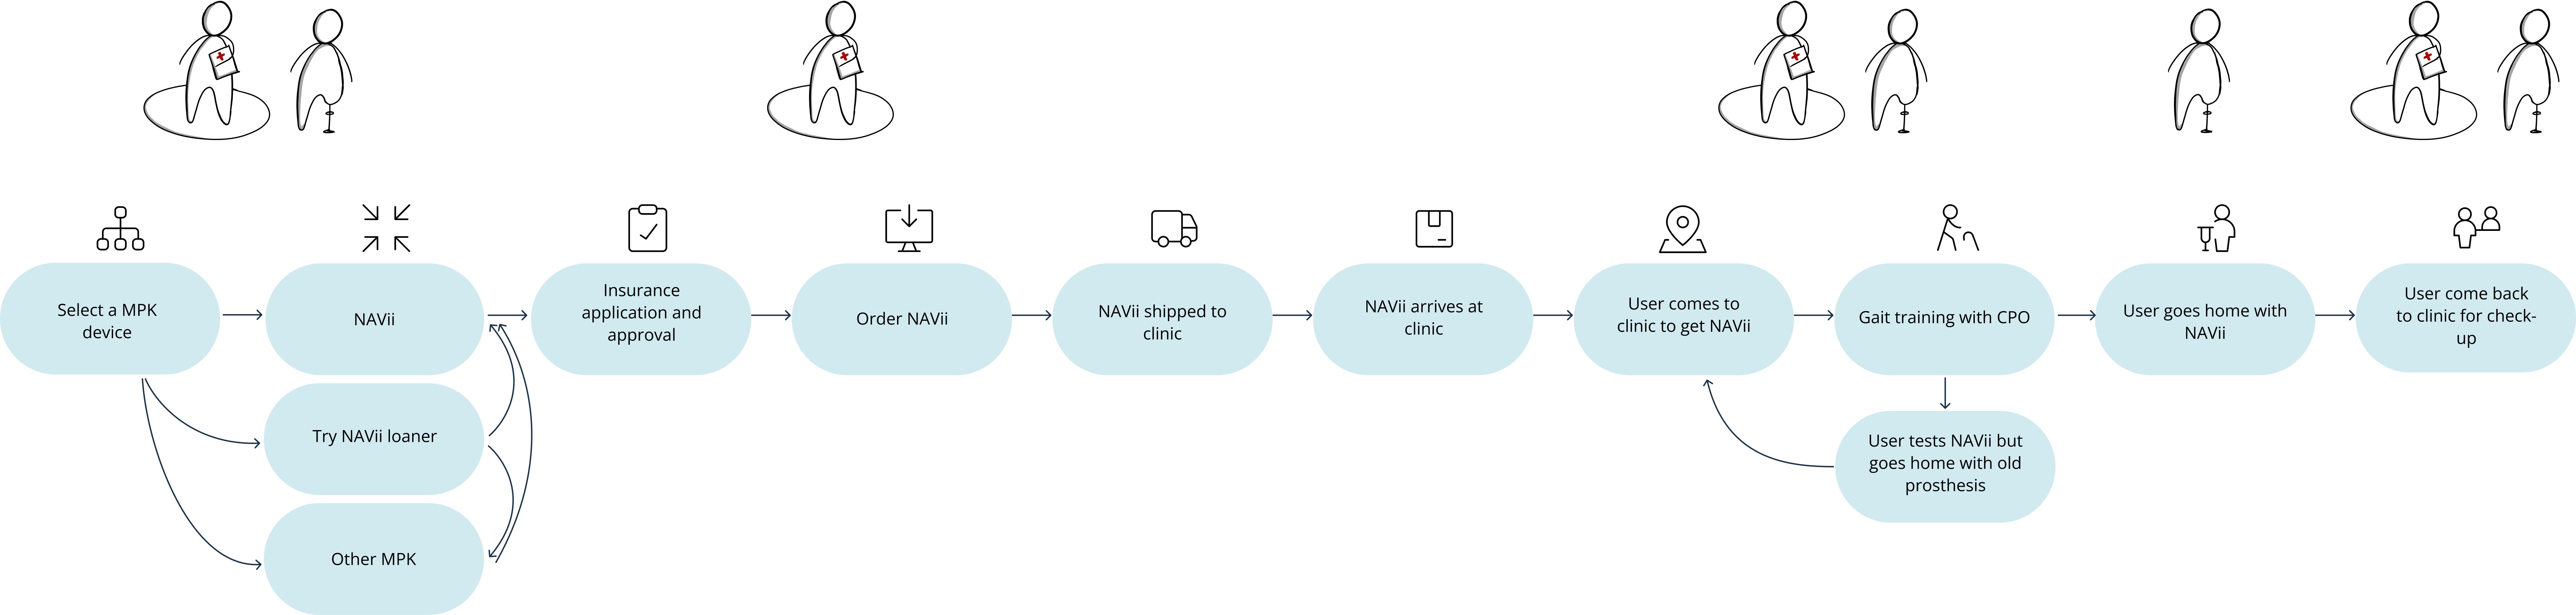 Select a MPK
device
NAVii
Try NAVii loaner
Other MPK
Insurance
application and
approval
Order NAVii
NAVii shipped to
clinic
NAVii arrives at
clinic
User comes to
clinic to get NAVii
Gait training with CPO
User tests NAVii but
goes home with old
prosthesis
User goes home with
NAVii
User come back
to clinic for check-
up